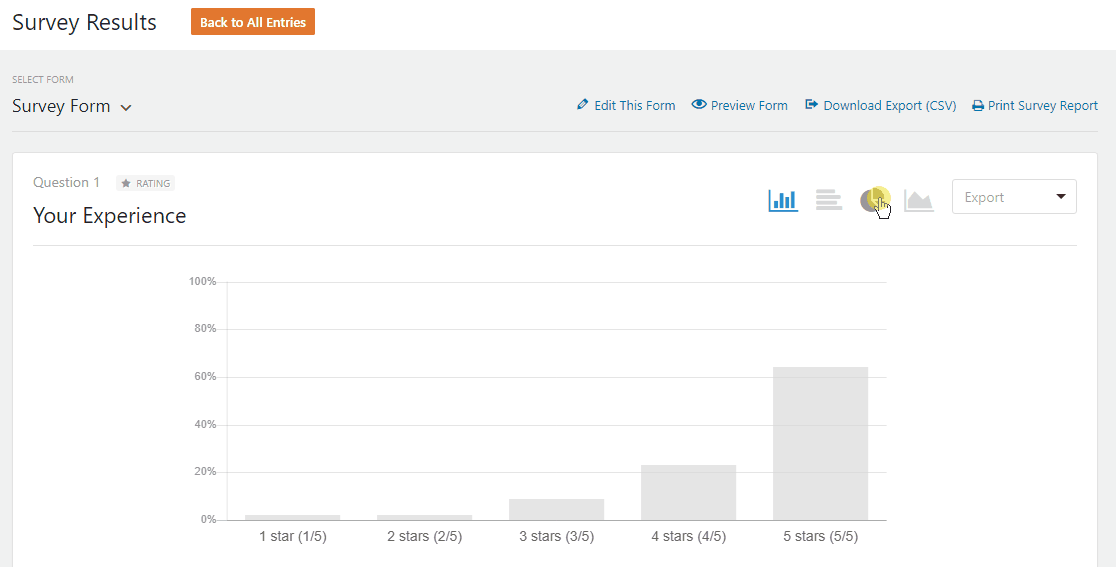 Survey Results
Back to All Entries
SELECT FORM
Survey Form
Edit This Form
Preview Form
Download Export (CSV)
Print Survey Report
Question 1
RATING
Your Experience
Export
100%
80%
60%
40%
20%
0%
1 star (1/5)
2 stars (2/5)
3 stars (3/5)
4 stars (4/5)
5 stars (5/5)